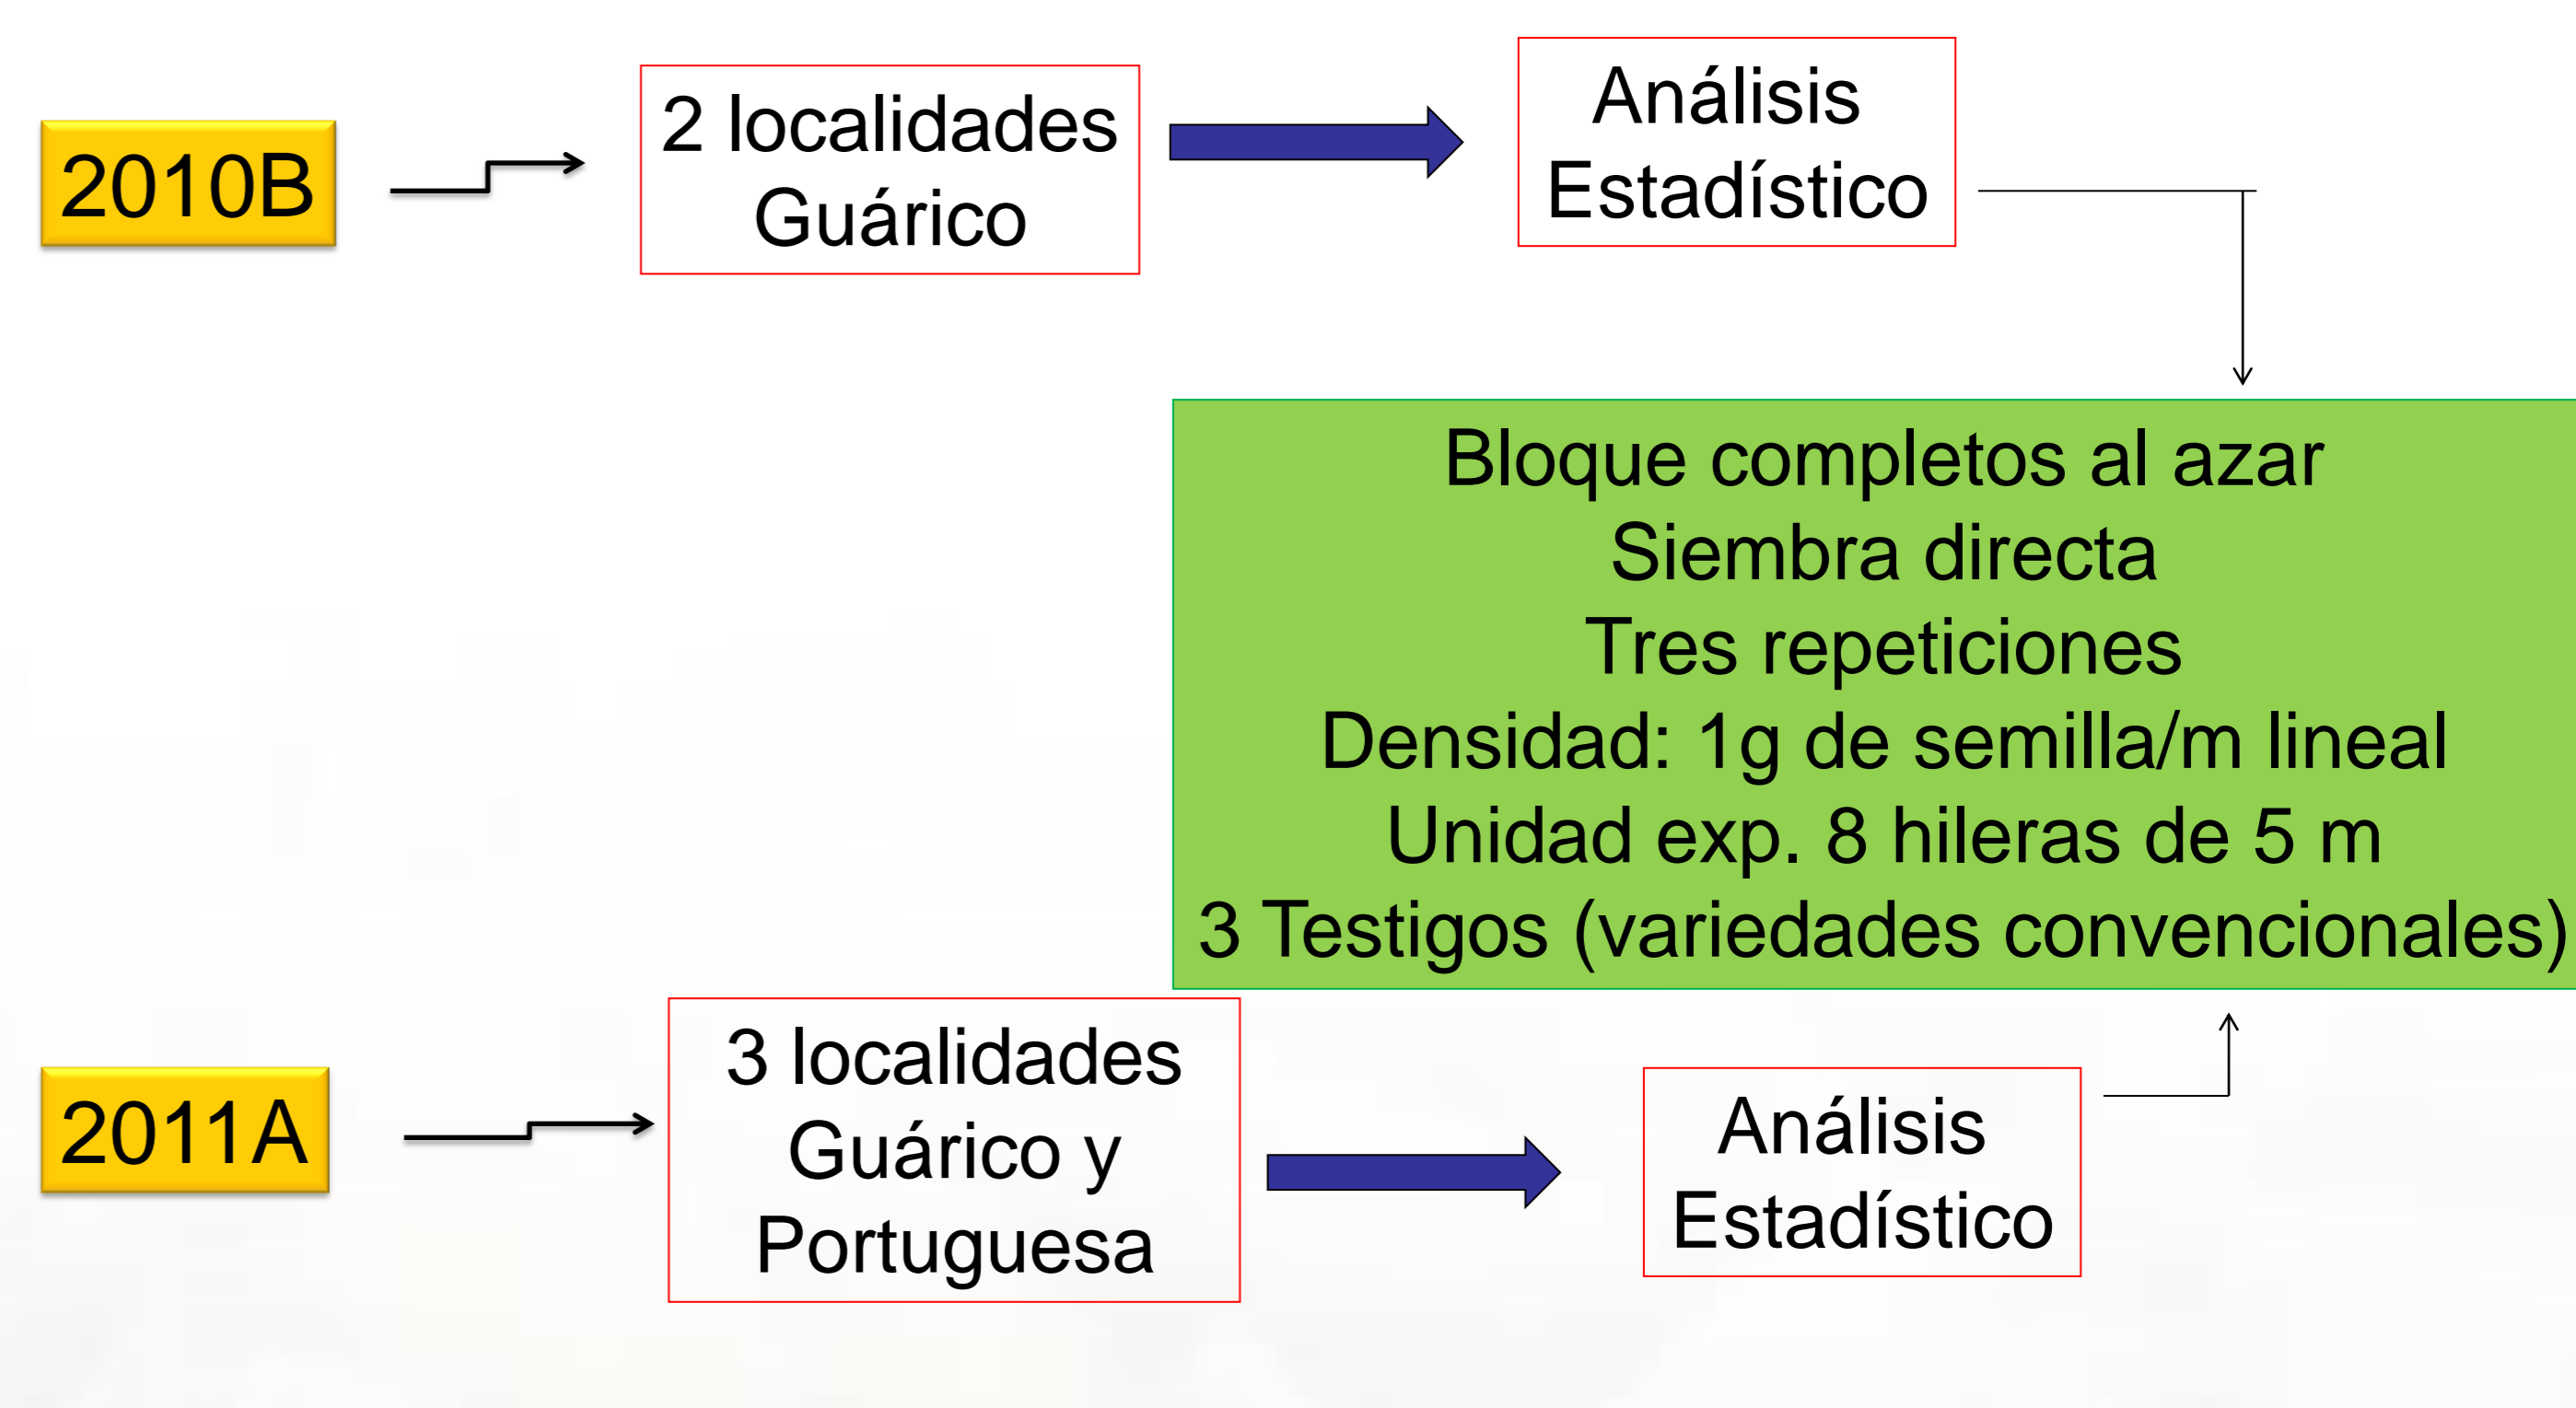 2010B
2 localidades
Guárico
Análisis
Estadístico
Bloque completos al azar
Siembra directa
Tres repeticiones
Densidad: 1g de semilla/m lineal
Unidad exp. 8 hileras de 5 m
3 Testigos (variedades convencionales)
2011A
3 localidades
Guárico y
Portuguesa
Análisis
Estadístico